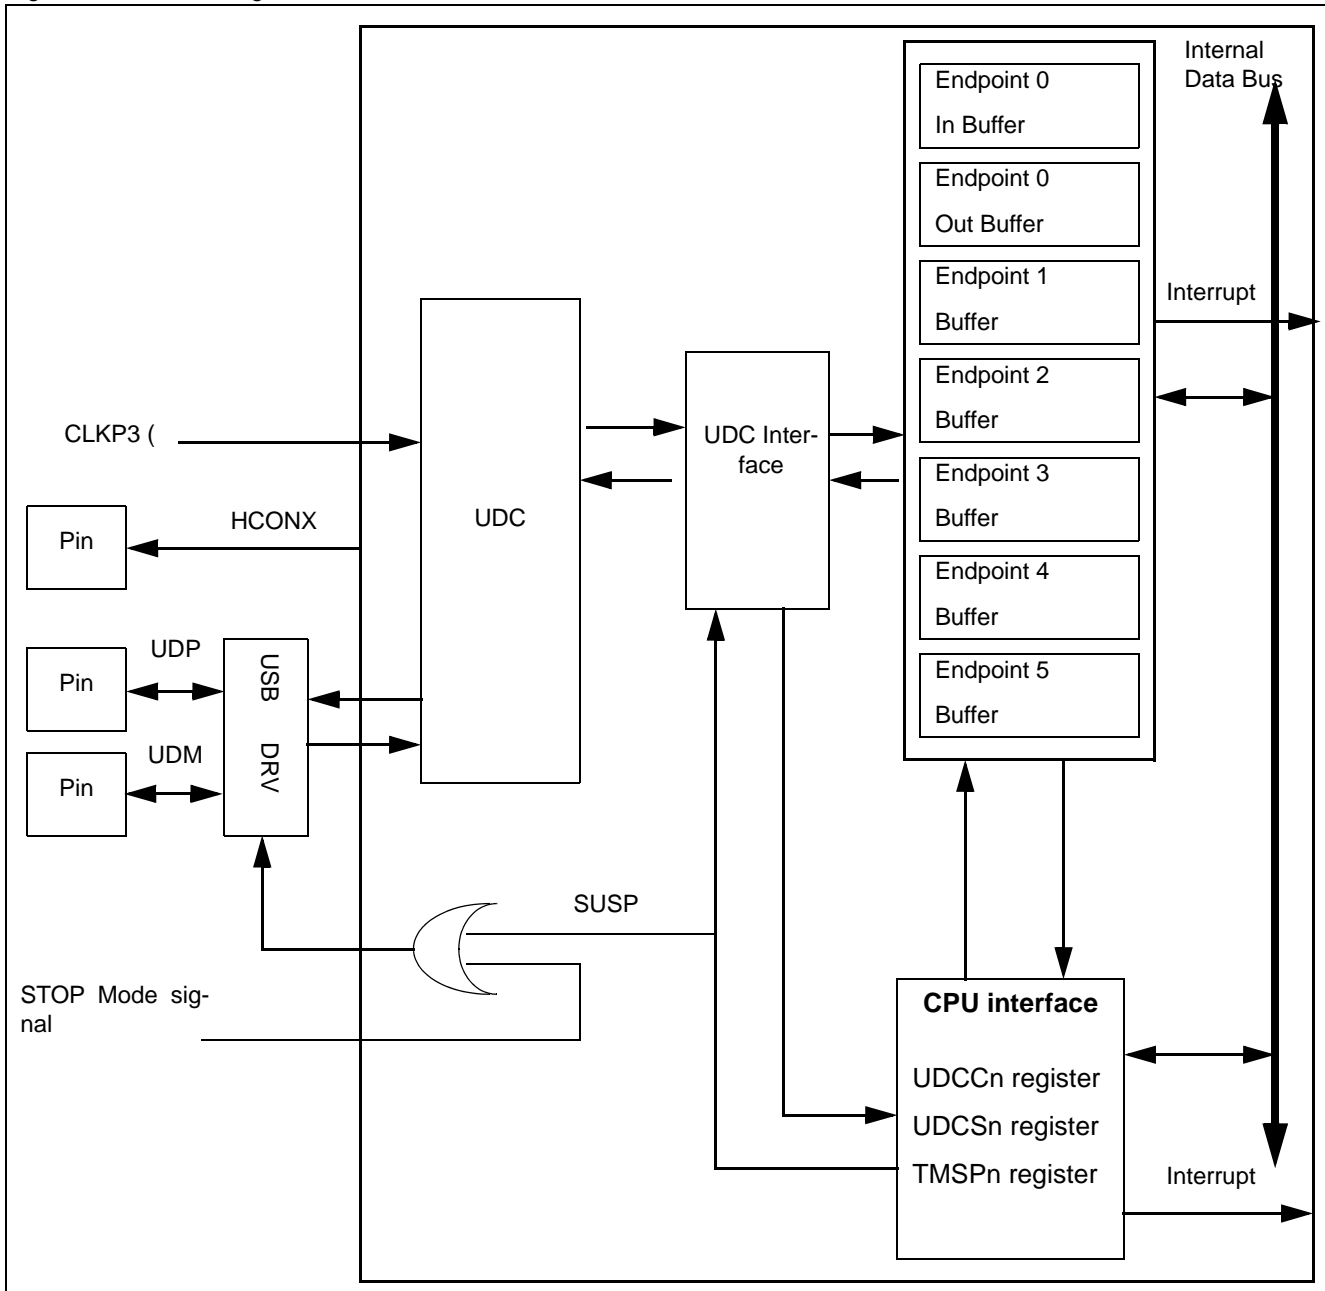 Internal
Data Bus
Endpoint 0
In Buffer
Endpoint 0
Out Buffer
Endpoint 1
Buffer
Interrupt
Endpoint 2
Buffer
CLKP3 (
UDC Inter-
face
Endpoint 3
Buffer
HCONX
Pin
UDC
Endpoint 4
Buffer
UDP
Pin
USB DRV
Endpoint 5
Buffer
UDM
Pin
SUSP
STOP Mode sig-
nal
CPU interface
UDCCn register
UDCSn register
TMSPn register
Interrupt